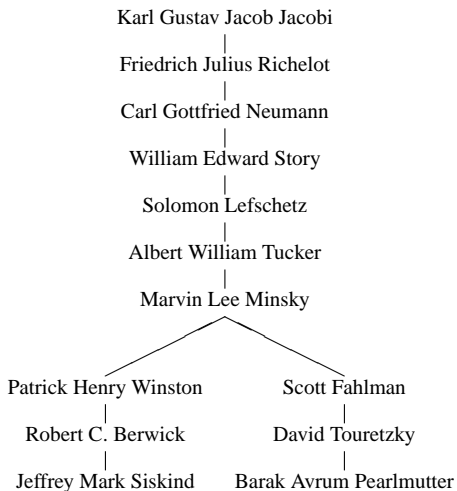 Karl Gustav Jacob Jacobi
Friedrich Julius Richelot
Carl Gottfried Neumann
William Edward Story
Solomon Lefschetz
Albert William Tucker
Marvin Lee Minsky
Patrick Henry Winston Scott Fahlman
Robert C. Berwick David Touretzky
Jeffrey Mark Siskind Barak Avrum Pearlmutter